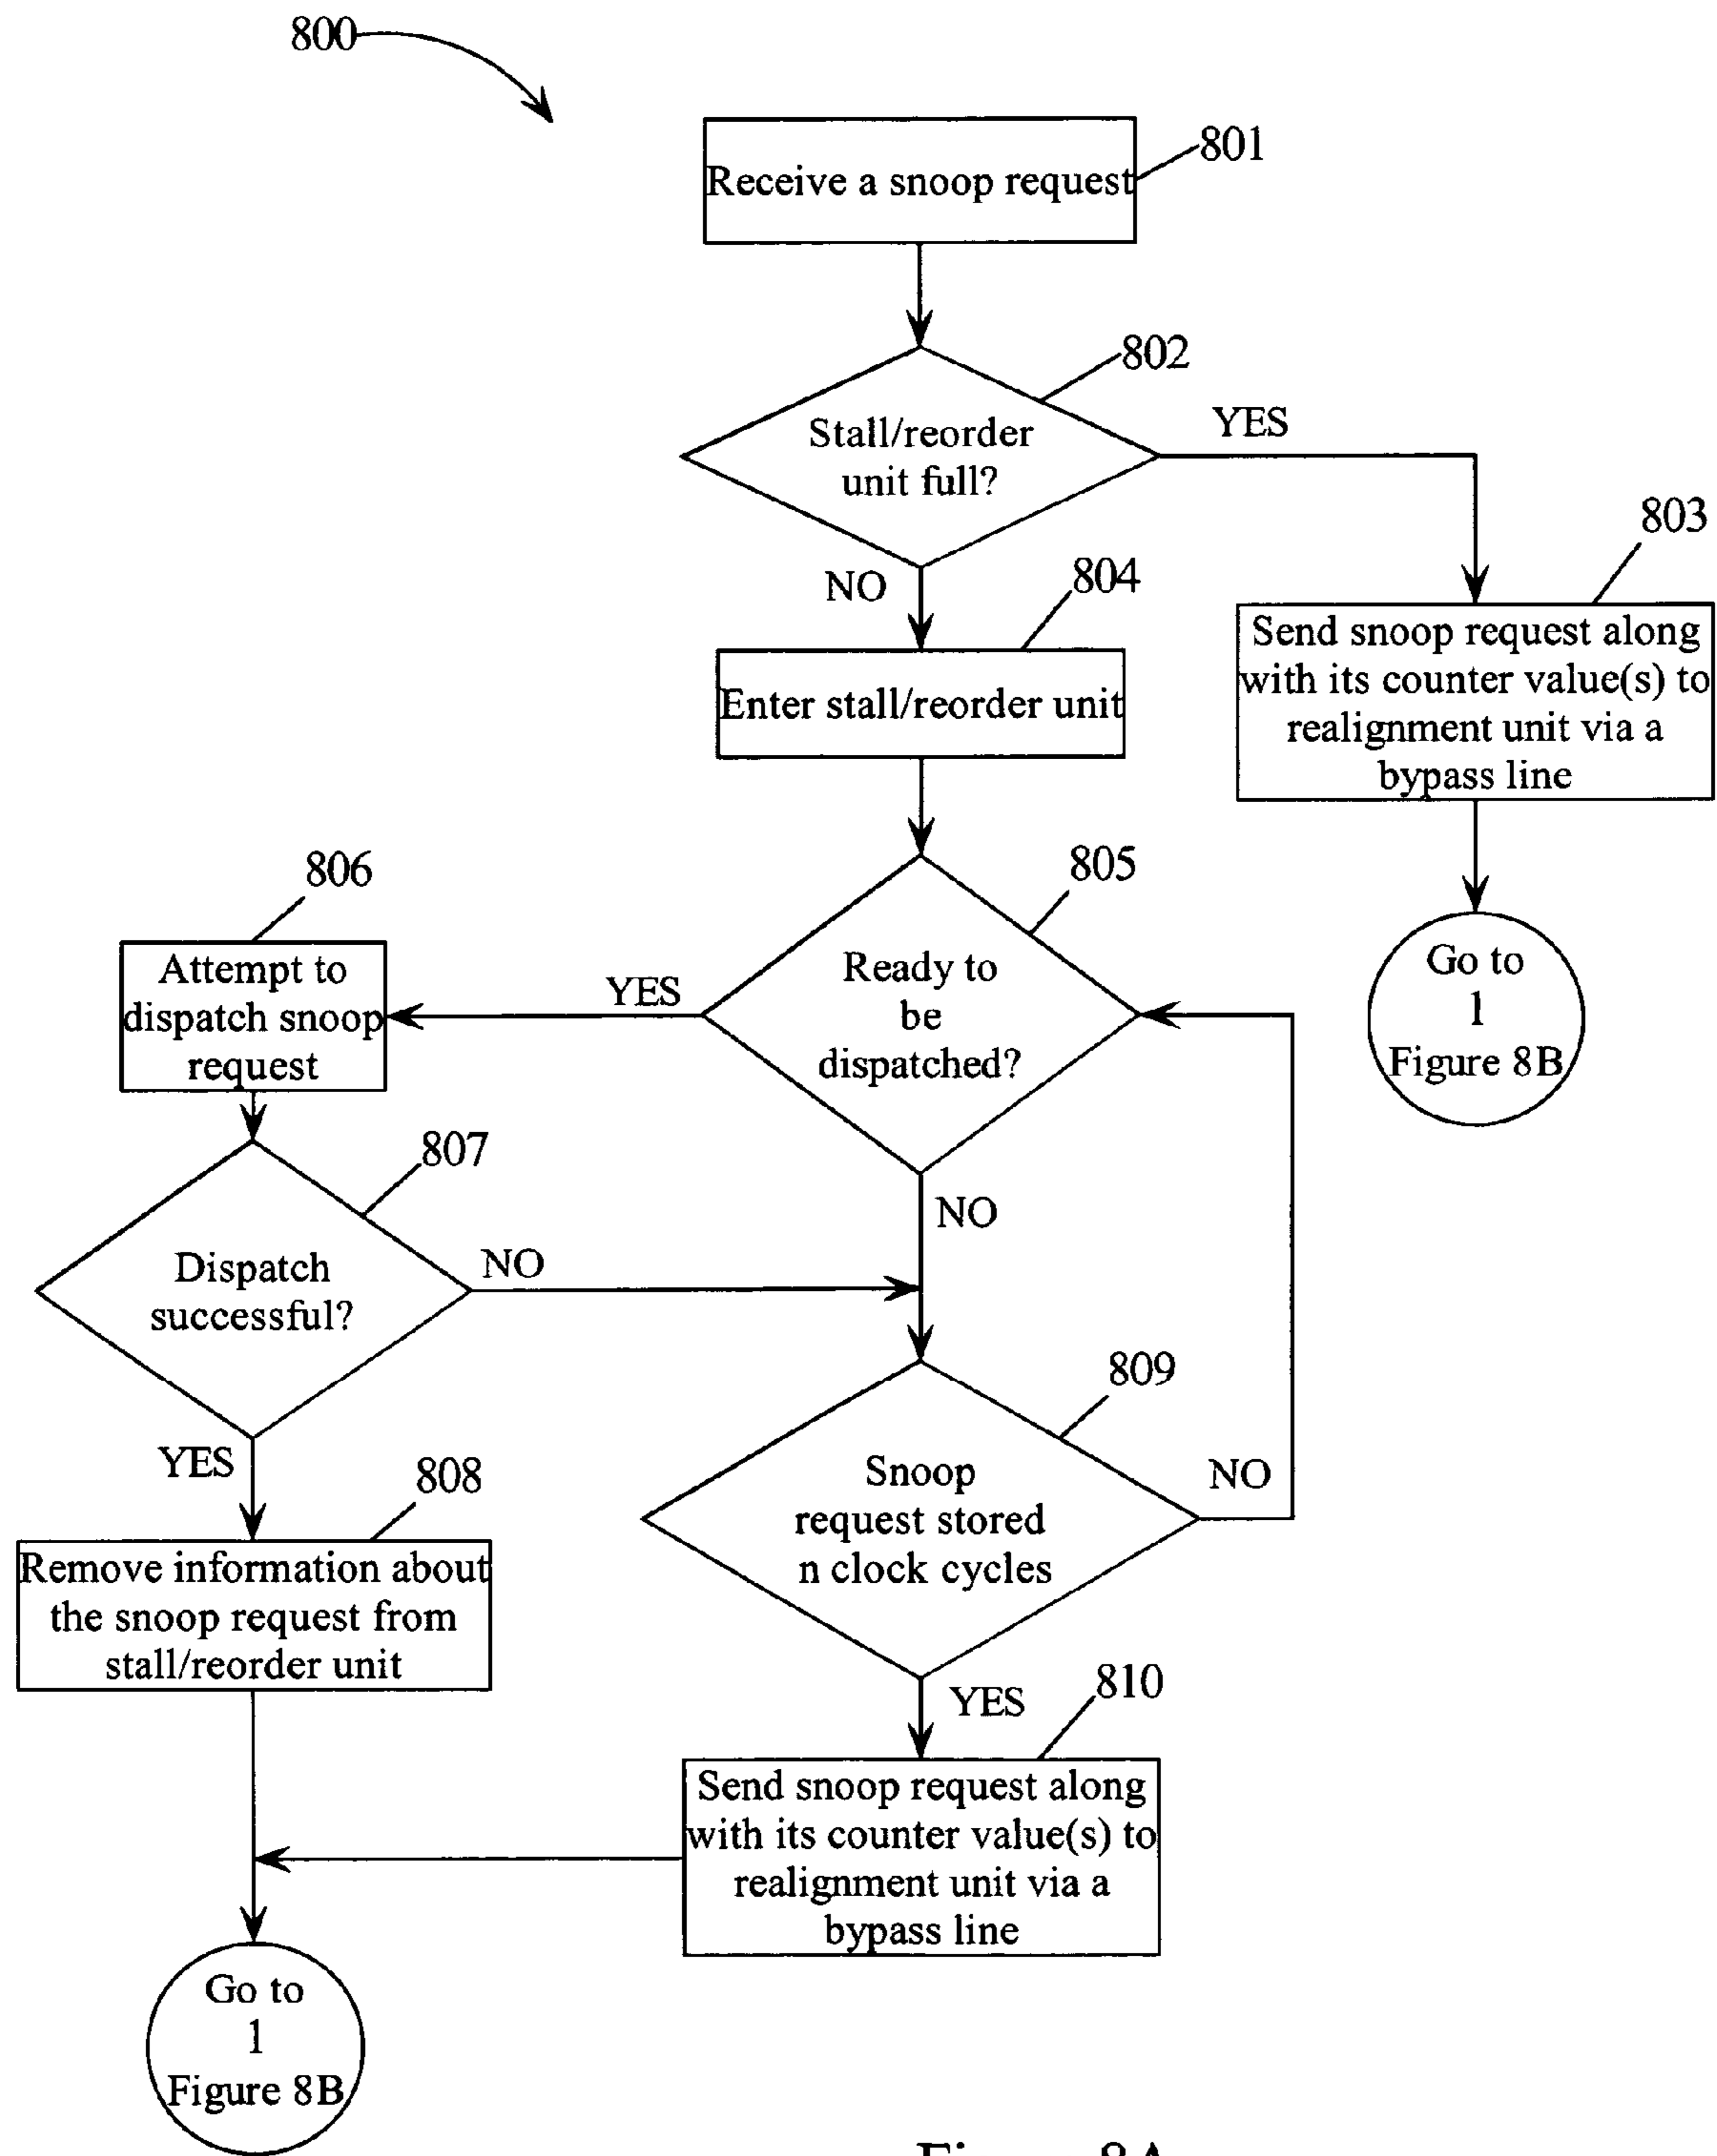 800
Receive a snoop request
801
802
Stall/reorder
unit full?
YES
803
NO
804
Send snoop request along
with its counter value(s) to
realignment unit via a
bypass line
Enter stall/reorder unit
806
805
Attempt to
dispatch snoop
request
YES
Ready to
be
dispatched?
Go to
1
Figure 8B
807
NO
Dispatch
successful?
NO
809
YES
808
Snoop
request stored
n clock cycles
NO
Remove information about
the snoop request from
stall/reorder unit
YES
810
Send snoop request along
with its counter value(s) to
realignment unit via a
bypass line
Go to
1
Figure 8B
Figure 8A